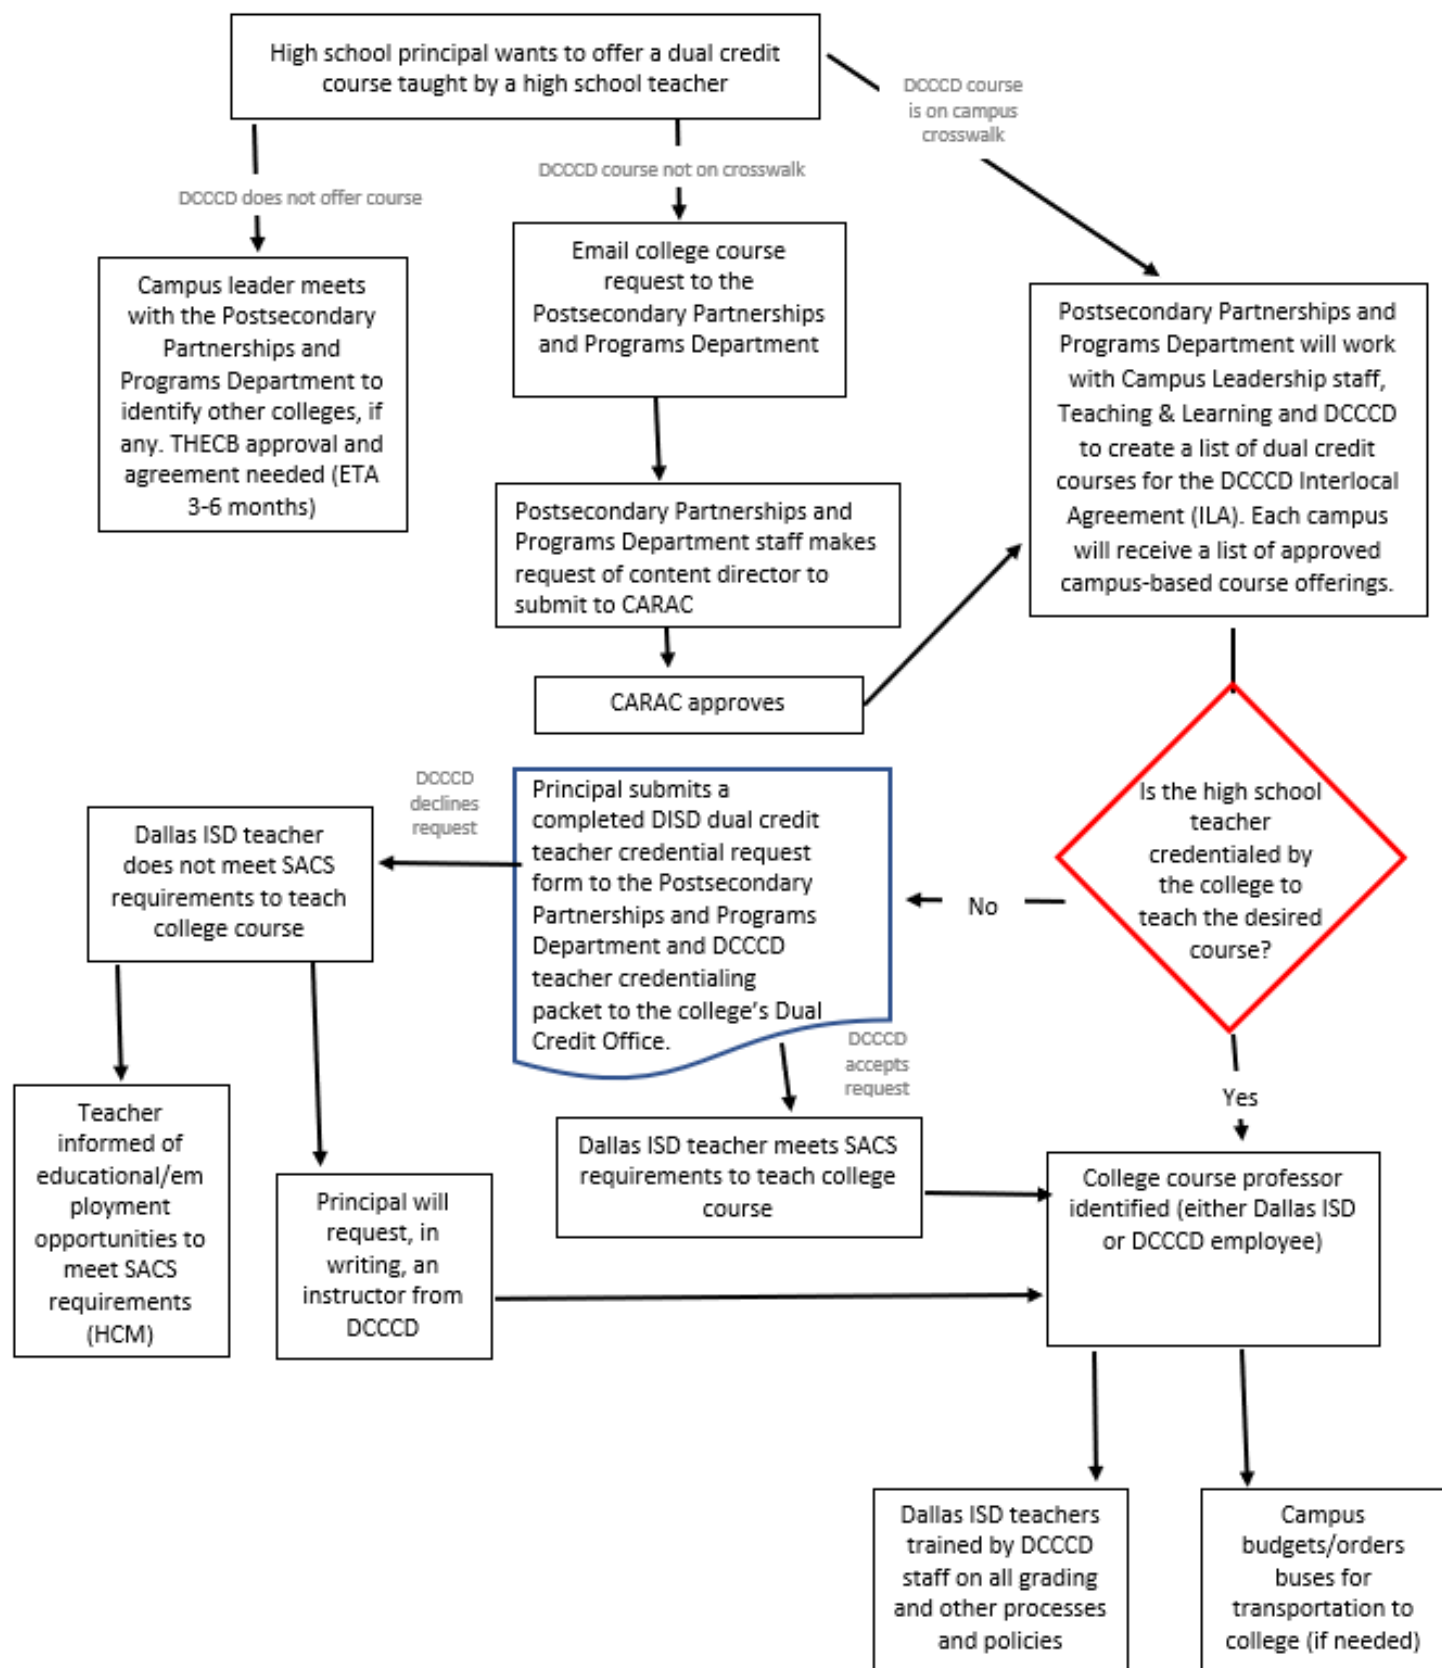 High school principal wants to offer a dual credit
course taught by a high school teacher
DCCCD course
is on campus
crosswalk
DCCCD course not on crosswalk
DCCCD does not offer course
Campus leader meets
with the Postsecondary
Partnerships and
Programs Department to
identify other colleges, if
any. THECB approval and
agreement needed (ETA
3-6 months)
Email college course
request to the
Postsecondary Partnerships
and Programs Department
Postsecondary Partnerships and
Programs Department will work
with Campus Leadership staff,
Teaching & Learning and DCCCD
to create a list of dual credit
courses for the DCCCD Interlocal
Agreement (ILA). Each campus
will receive a list of approved
campus-based course offerings.
Postsecondary Partnerships and
Programs Department staff makes
request of content director to
submit to CARAC
CARAC approves
Is the high school
teacher
credentialed by
the college to
teach the desired
course?
No
Principal submits a
completed DISD dual credit
teacher credential request
form to the Postsecondary
Partnerships and Programs
Department and DCCCD
teacher credentialing
packet to the college's Dual
Credit Office.
DCCCD
declines
request
Dallas ISD teacher
does not meet SACS
requirements to teach
college course
DCCCD
accepts
request
Yes
Teacher
informed of
educational/em
ployment
opportunities to
meet SACS
requirements
(HCM)
Principal will
request, in
writing, an
instructor from
DCCCD
Dallas ISD teacher meets SACS
requirements to teach college
course
College course professor
identified (either Dallas ISD
or DCCCD employee)
Dallas ISD teachers
trained by DCCCD
staff on all grading
and other processes
and policies
Campus
budgets/orders
buses for
transportation to
college (if needed)